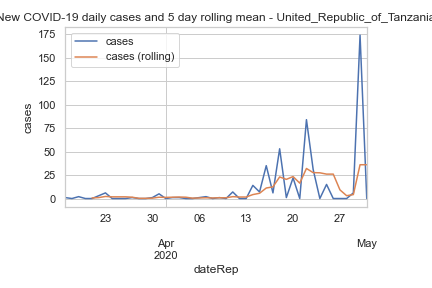 New COVID-19 daily cases and 5 day rolling mean - United_Republic_of_Tanzania
cases
cases (rolling)
175
150
125
100
75
50
25
0
cases
23
30
06
13
20
27
Apr
2020
May
dateRep